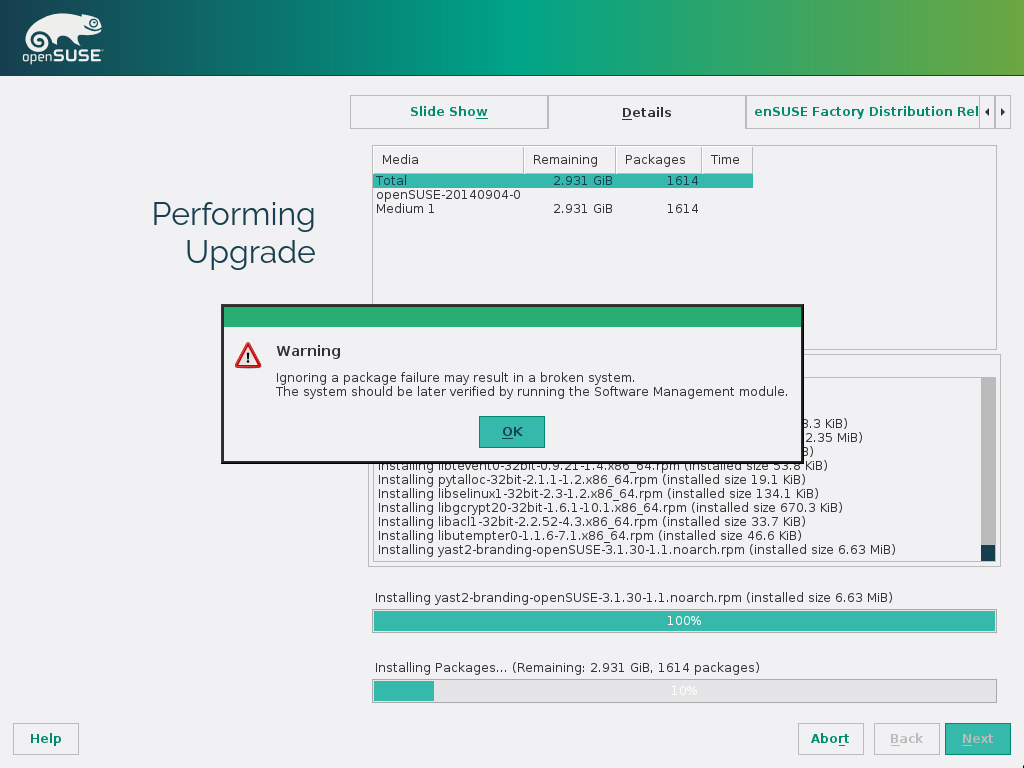 openSUSE
Slide Show
Details
enSUSE Factory Distribution Rel
Performing
Upgrade
Media Remaining Packages Time
Total 2.931 GiB 1614
openSUSE-20140904-0
Medium 1 2.931 GiB 1614
Warning
Ignoring a package failure may result in a broken system.
The system should be later verified by running the Software Management module.
OK
3.3 KiB)
2.35 MiB)
B)
Installing libtevent0-32bit-0.9.21-1.4.x86_64.rpm (installed size 53.8 KiB)
Installing pytalloc-32bit-2.1.1-1.2.x86_64.rpm (installed size 19.1 KiB)
Installing libselinux1-32bit-2.3-1.2.x86_64.rpm (installed size 134.1 KiB)
Installing libgcrypt20-32bit-1.6.1-10.1.x86_64.rpm (installed size 670.3 KiB)
Installing libacl1-32bit-2.2.52-4.3.x86_64.rpm (installed size 33.7 KiB)
Installing libutempter0-1.1.6-7.1.x86_64.rpm (installed size 46.6 KiB)
Installing yast2-branding-openSUSE-3.1.30-1.1.noarch.rpm (installed size 6.63 MiB)
Installing yast2-branding-openSUSE-3.1.30-1.1.noarch.rpm (installed size 6.63 MiB)
100%
Installing Packages... (Remaining: 2.931 GiB, 1614 packages)
10%
Help
Abort
Back
Next